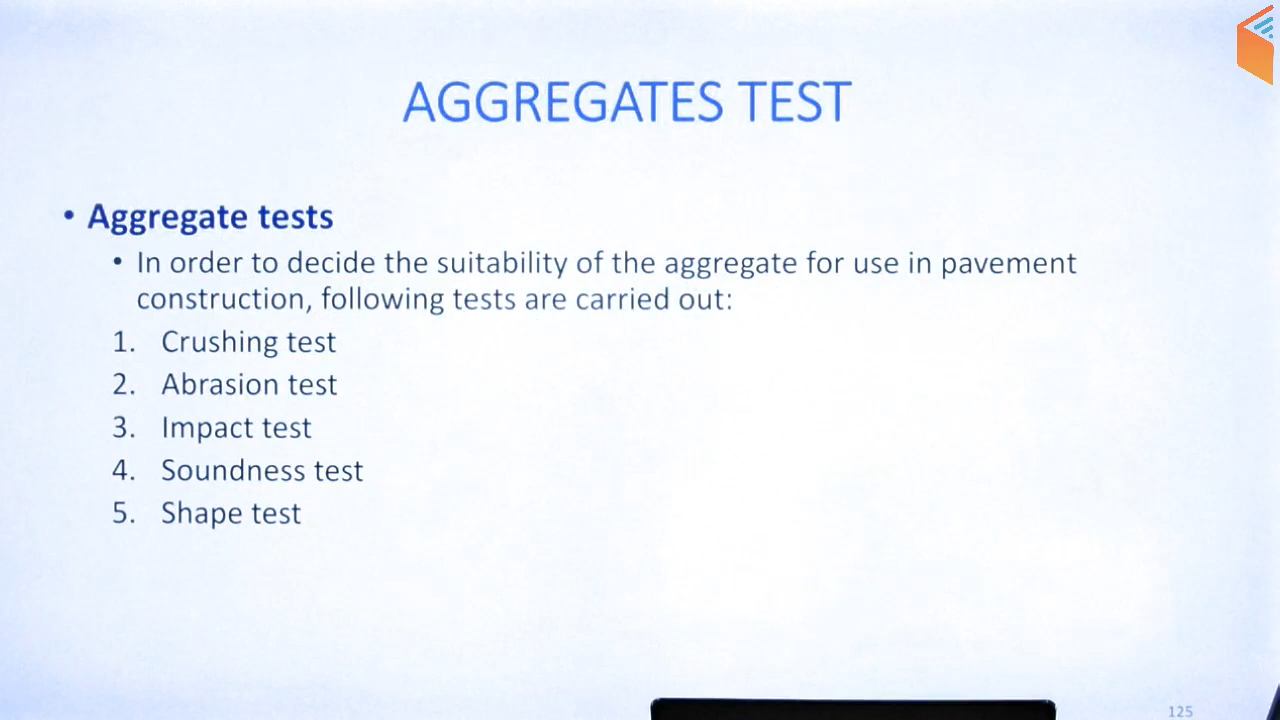 AGGREGATES TEST
• Aggregate tests
• In order to decide the suitability of the aggregate for use in pavement
construction, following tests are carried out:
1. Crushing test
2. Abrasion test
3. Impact test
4. Soundness test
5. Shape test
125